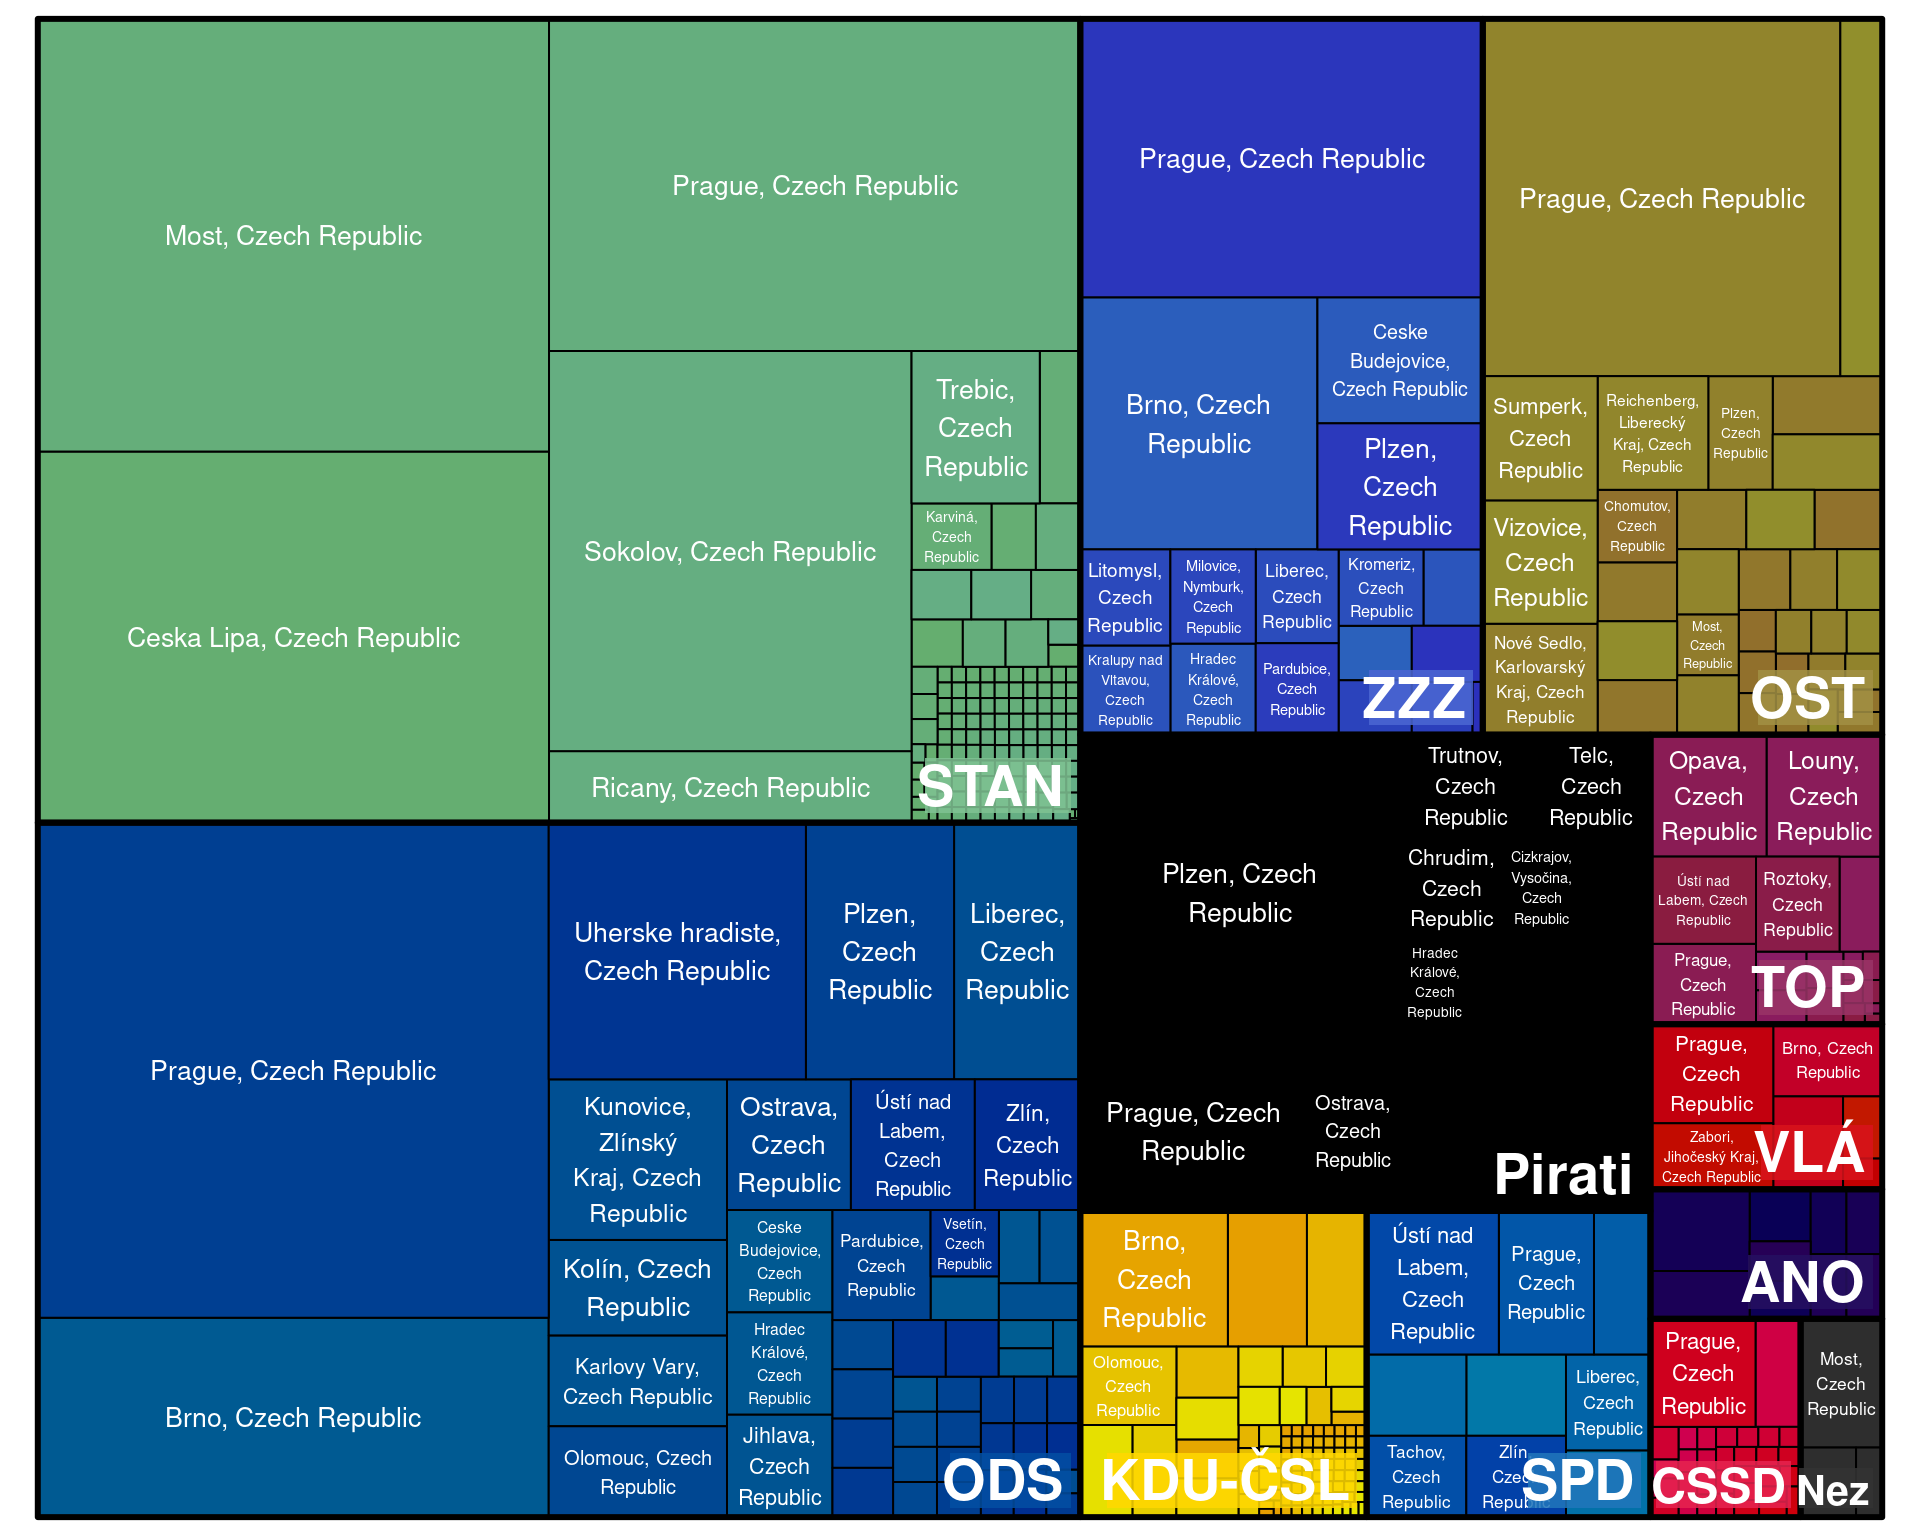 Most, Czech Republic
Ceska Lipa, Czech Republic
Prague, Czech Republic
Sokolov, Czech Republic
Ricany, Czech Republic
Trebic,
Czech
Republic
Karviná,
Czech
Republic
STAN
Prague, Czech Republic
Brno, Czech
Republic
Ceske
Budejovice,
Czech Republic
Plzen,
Czech
Republic
Litomysl,
Czech
Republic
Milovice,
Nymburk,
Czech
Republic
Liberec,
Czech
Republic
Kromeriz,
Czech
Republic
Kralupy nad
Vltavou,
Czech
Republic
Hradec
Králové,
Czech
Republic
Pardubice,
Czech
Republic
ZZZ
Prague, Czech Republic
Sumperk,
Czech
Republic
Reichenberg,
Liberecký
Kraj, Czech
Republic
Plzen,
Czech
Republic
Vizovice,
Czech
Republic
Chomutov,
Czech
Republic
Nové Sedlo,
Karlovarský
Kraj, Czech
Republic
Most,
Czech
Republic
OST
Prague, Czech Republic
Brno, Czech Republic
Uherske hradiste,
Czech Republic
Plzen,
Czech
Republic
Liberec,
Czech
Republic
Kunovice,
Zlínský
Kraj, Czech
Republic
Kolín, Czech
Republic
Karlovy Vary,
Czech Republic
Olomouc, Czech
Republic
Ostrava,
Czech
Republic
Ústí nad
Labem,
Czech
Republic
Zlín,
Czech
Republic
Ceske
Budejovice,
Czech
Republic
Pardubice,
Czech
Republic
Vsetín,
Czech
Republic
Hradec
Králové,
Czech
Republic
Jihlava,
Czech
Republic
ODS
Plzen, Czech
Republic
Prague, Czech
Republic
Trutnov,
Czech
Republic
Telc,
Czech
Republic
Chrudim,
Czech
Republic
Cizkrajov,
Vysočina,
Czech
Republic
Hradec
Králové,
Czech
Republic
Ostrava,
Czech
Republic
Pirati
Opava,
Czech
Republic
Louny,
Czech
Republic
Ústí nad
Labem, Czech
Republic
Roztoky,
Czech
Republic
Prague,
Czech
Republic
TOP
Prague,
Czech
Republic
Brno, Czech
Republic
Zabori,
Jihočeský Kraj,
Czech Republic
VLÁ
ANO
Brno,
Czech
Republic
Olomouc,
Czech
Republic
KDU-ČSL
Ústí nad
Labem,
Czech
Republic
Prague,
Czech
Republic
Liberec,
Czech
Republic
Tachov,
Czech
Republic
Zlín
Czec
Repub
SPD
Prague,
Czech
Republic
CSSD
Most,
Czech
Republic
Nez